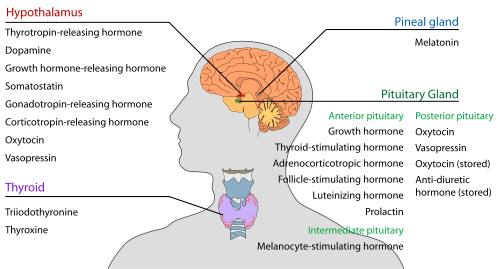 Hypothalamus
Thyrotropin-releasing hormone
Dopamine
Growth hormone-releasing hormone
Somatostatin
Gonadotropin-releasing hormone
Corticotropin-releasing hormone
Oxytocin
Vasopressin
Thyroid
Triiodothyronine
Thyroxine
Pineal gland
Melatonin
Pituitary Gland
Anterior pituitary
Growth hormone
Thyroid-stimulating hormone
Adrenocorticotropic hormone
Follicle-stimulating hormone
Luteinizing hormone
Prolactin
Intermediate pituitary
Melanocyte-stimulating hormone
Posterior pituitary
Oxytocin
Vasopressin
Oxytocin (stored)
Anti-diuretic
hormone (stored)